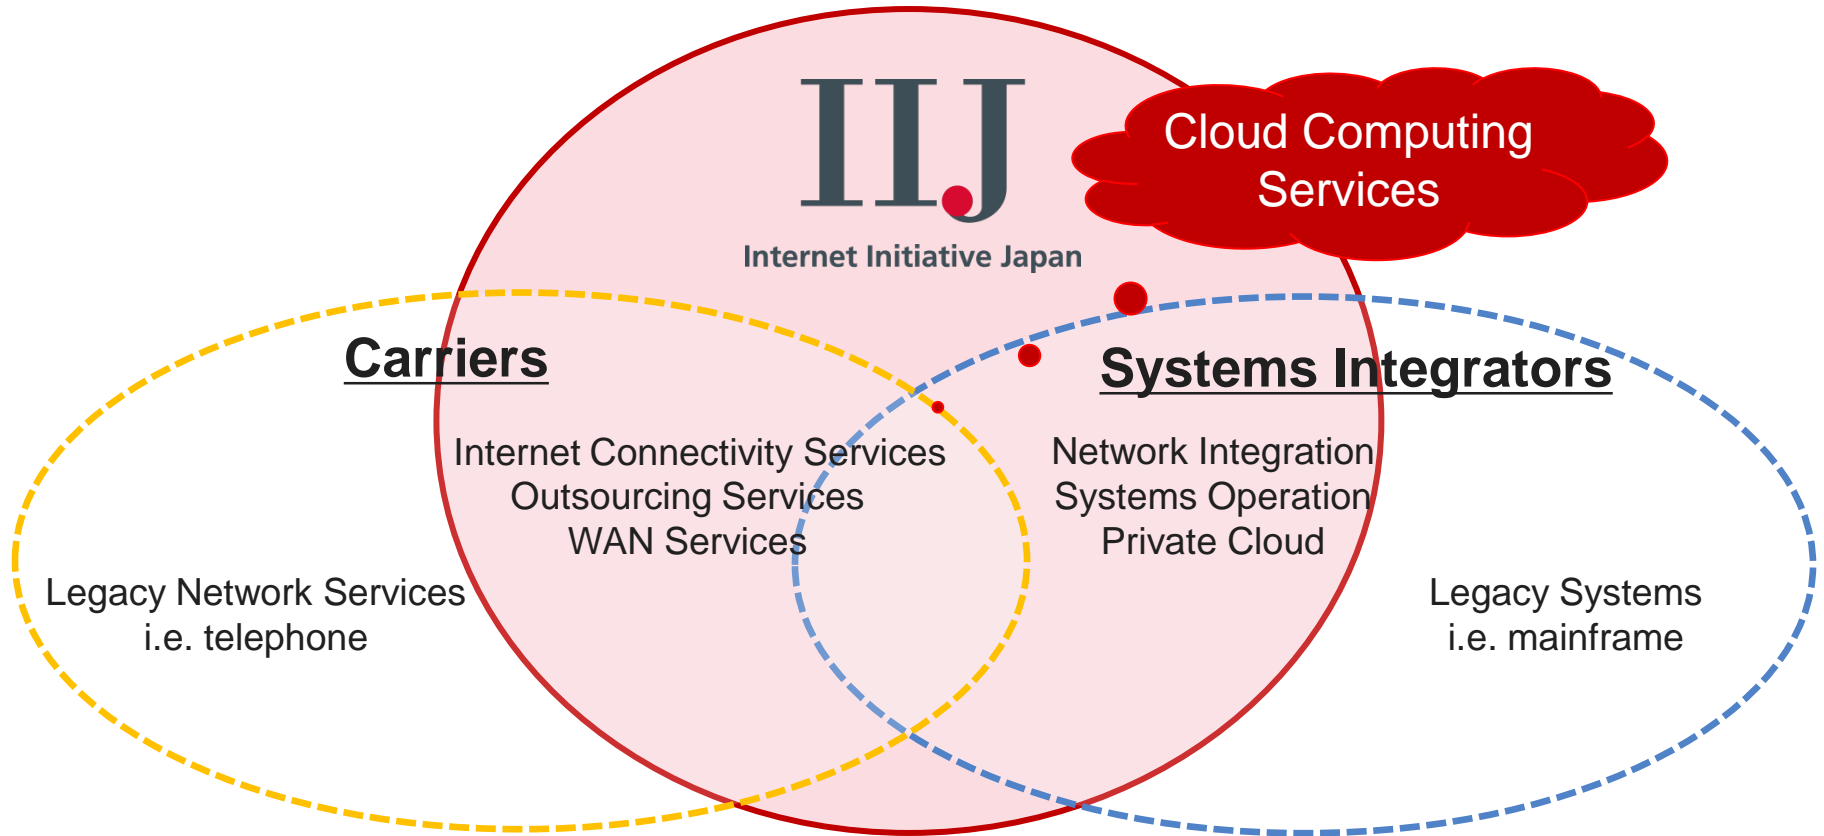 IIJ
Internet Initiative Japan
Cloud Computing
Services
Carriers
Systems Integrators
Internet Connectivity Services
Outsourcing Services
WAN Services
Network Integration
Systems Operation
Private Cloud
Legacy Network Services
i.e. telephone
Legacy Systems
i.e. mainframe